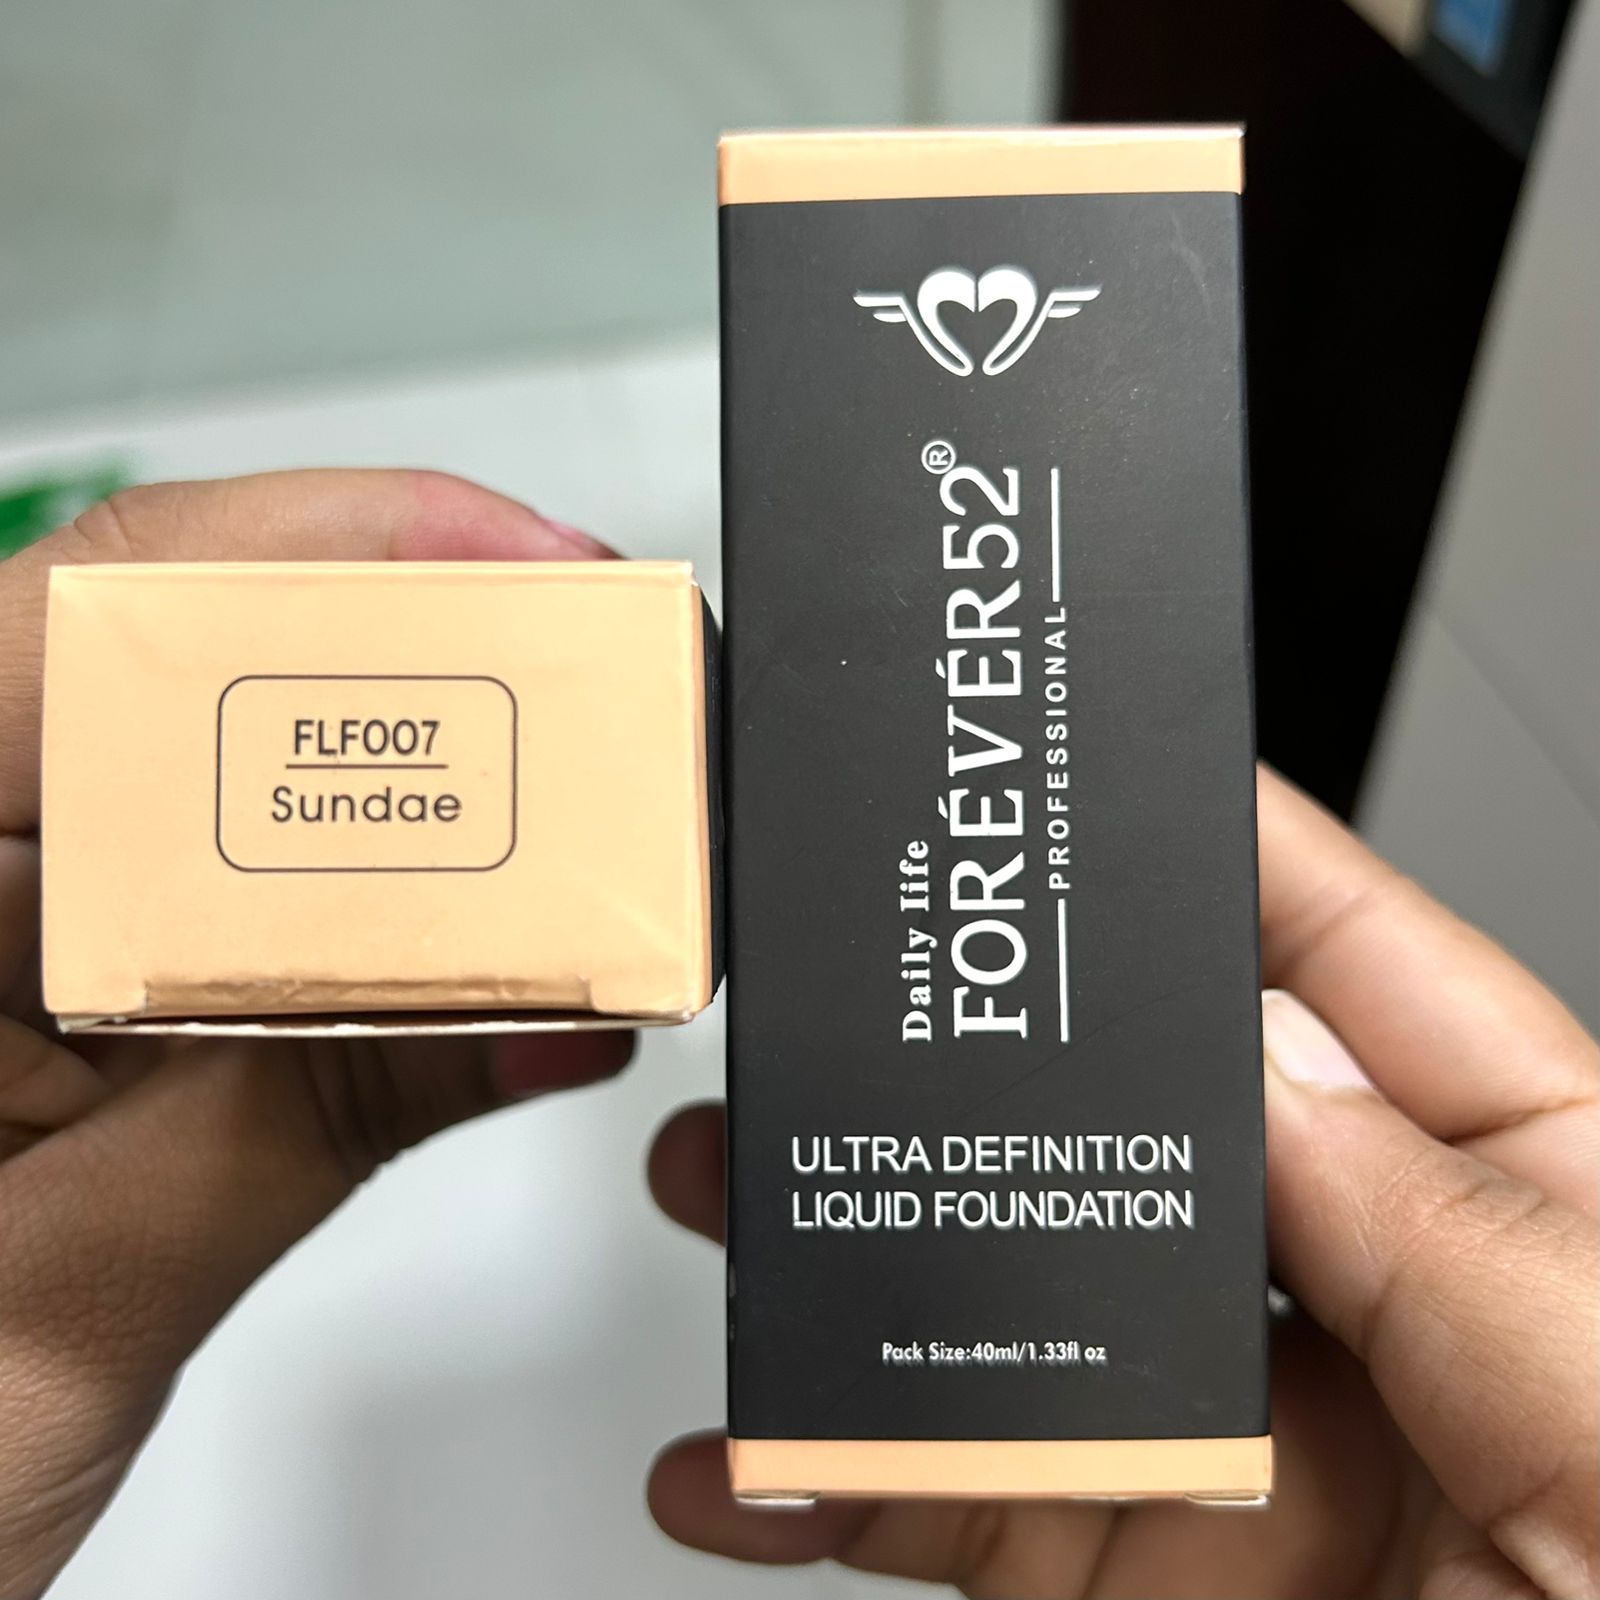 FLF007
Sundae
Daily life
FORÉVÉR52®
PROFESSIONAL
ULTRA DEFINITION
LIQUID FOUNDATION
Pack Size:40ml/1.33fl oz